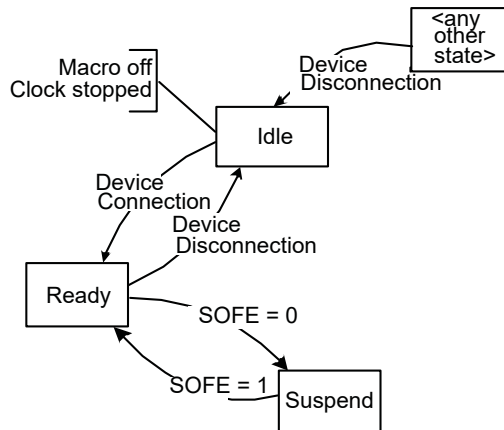 <any
other
state>
Device
Disconnection
Macro off
Clock stopped
Idle
Device
Connection
Device
Disconnection
Ready
SOFE = 0
SOFE = 1
Suspend